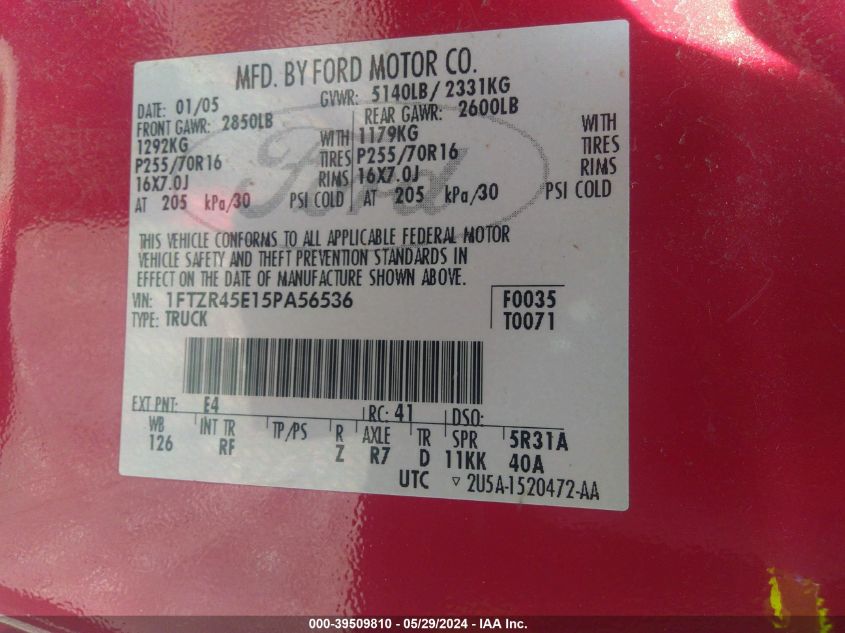 MFD. BY FORD MOTOR CO.
DATE: 01/05 GVWR: 5140LB/ 2331KG
FRONT GAWR: 2850LB REAR GAWR: 2600LB
1292KG WITH 1179KG WITH
P255/70R16 TIRES P255/70R16 TIRES
16X7.0J RIMS 16X7.0J RIMS
AT 205 kPa/30 PSI COLD AT 205 kPa/30 PSI COLD
Ford
THIS VEHICLE CONFORMS TO ALL APPLICABLE FEDERAL MOTOR
VEHICLE SAFETY AND THEFT PREVENTION STANDARDS IN
EFFECT ON THE DATE OF MANUFACTURE SHOWN ABOVE.
VIN: 1FTZR45E15PA56536 F0035
TYPE: TRUCK T0071
EXT PNT: E4 RC: 41 DSO:
WB INT TR TP/PS R AXLE TR SPR 5R31A
126 RF Z R7 D 11KK 40A
UTC ▽ 2U5A-1520472-AA
000-39509810 - 05/29/2024 - IAA Inc.